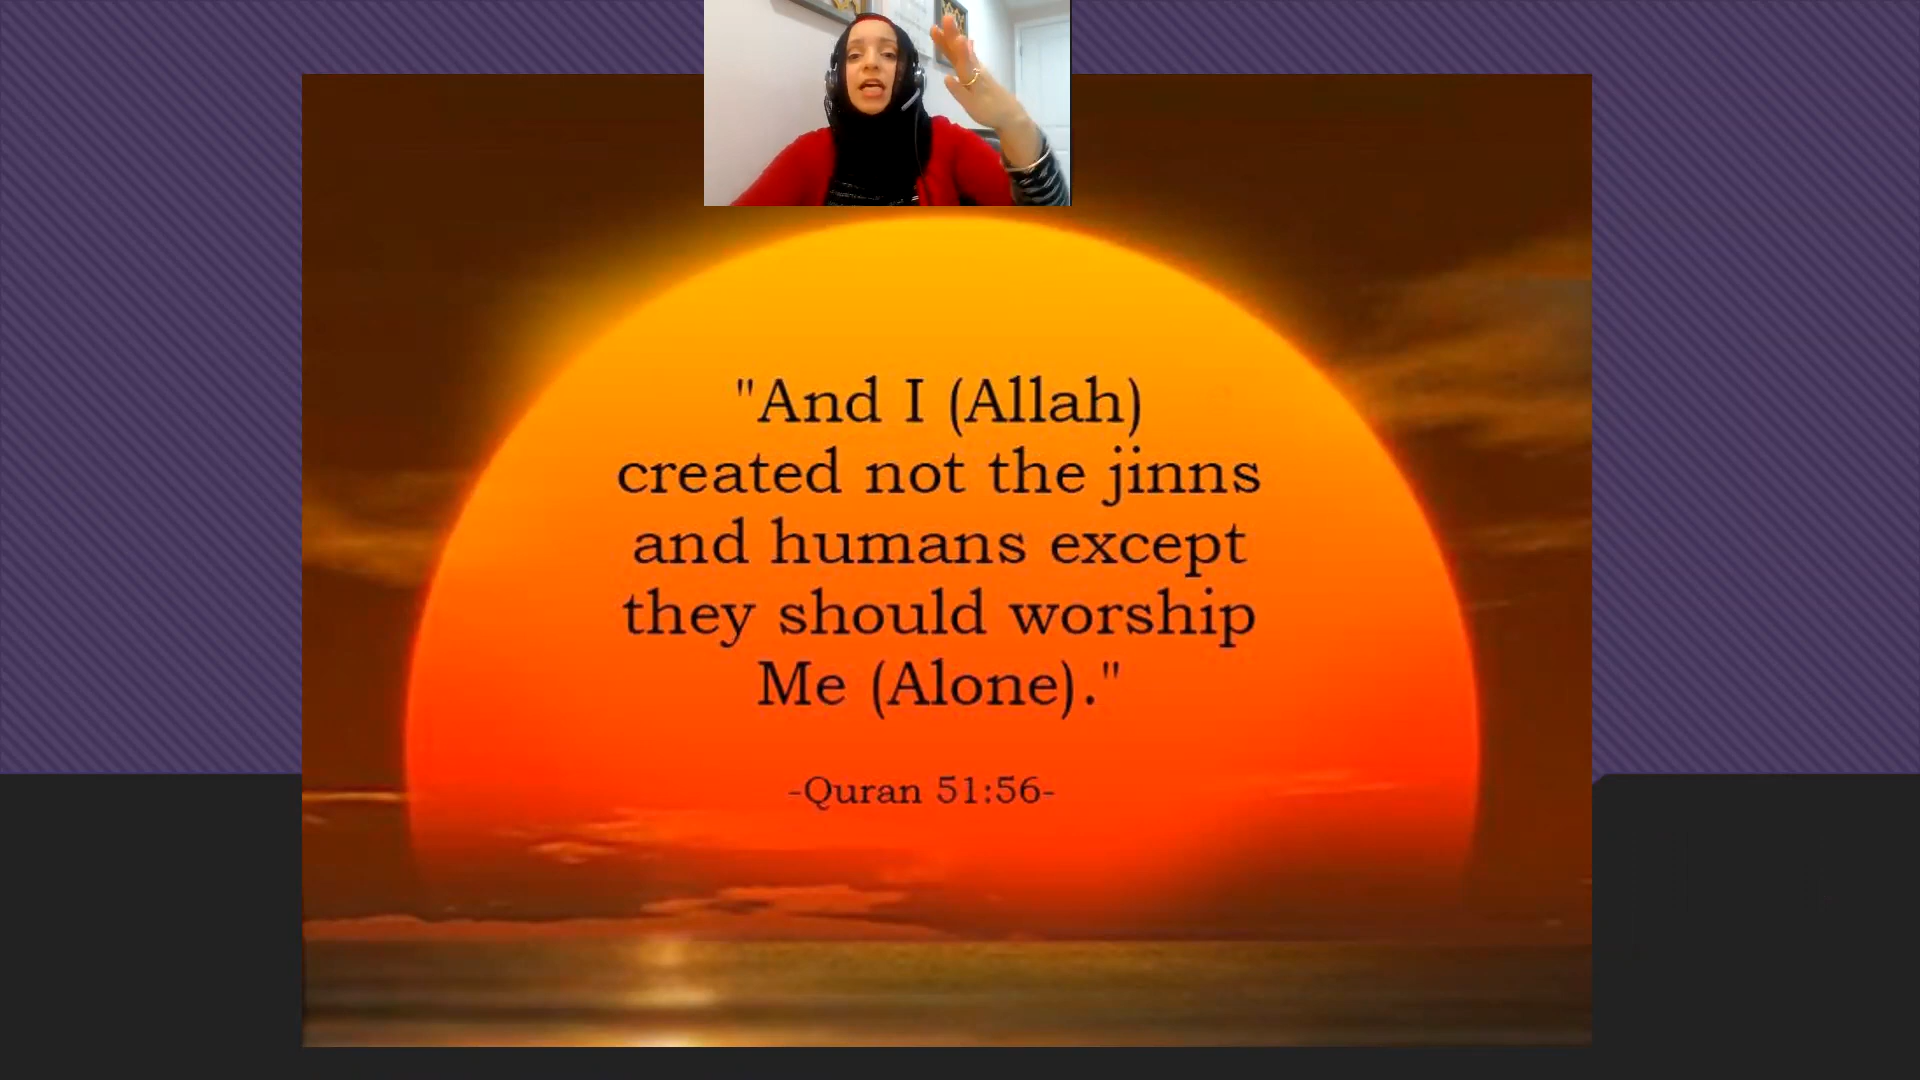 "And I (Allah)
created not the jinns
and humans except
they should worship
Me (Alone)."
-Quran 51:56-